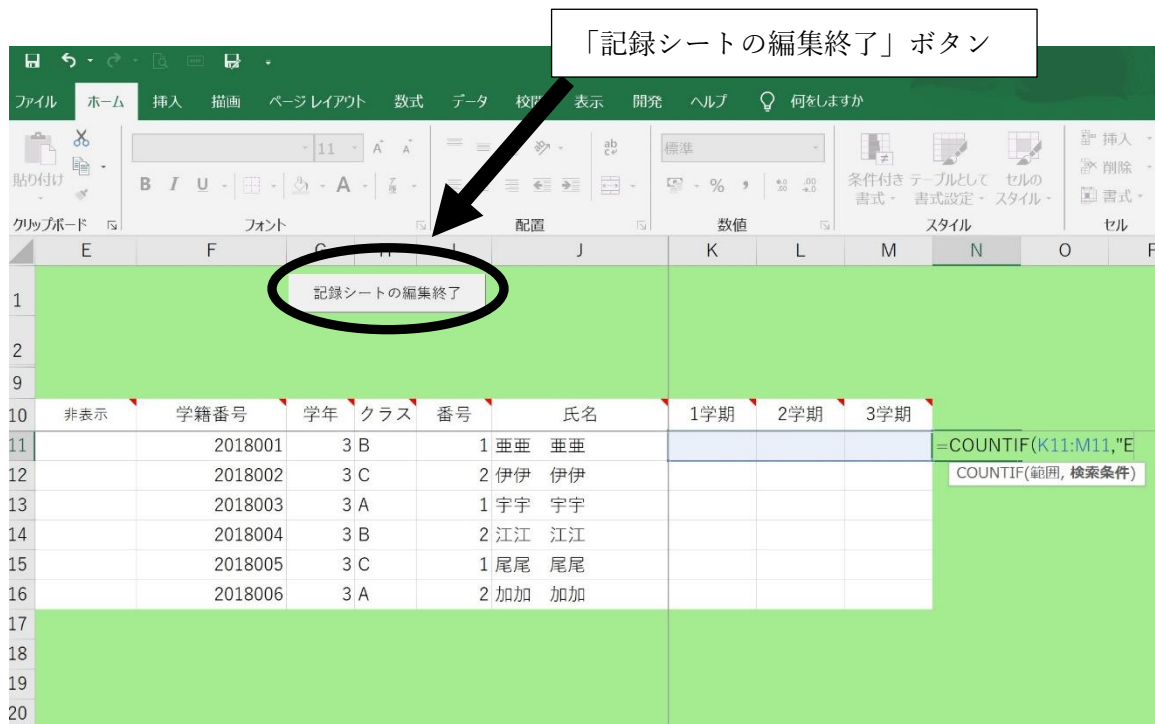 「記録シートの編集終了」ボタン
ファイル ホーム 挿入 描画 ページ レイアウト 数式 データ 表示 開発 ヘルプ 何をしますか
11 A A ab 標準 挿入
貼り付け B I U A % 条件付き書式 テーブルとして書式設定 セルのスタイル 削除 書式
クリップボード フォント 配置 数値 スタイル セル
E F J K L M N O
1 記録シートの編集終了
2
9
10 非表示 学籍番号 学年 クラス 番号 氏名 1学期 2学期 3学期
11 2018001 3 B 1 亜亜 亜亜 =COUNTIF(K11:M11,"E
12 2018002 3 C 2 伊伊 伊伊 COUNTIF(範囲, 検索条件)
13 2018003 3 A 1 宇宇 宇宇
14 2018004 3 B 2 江江 江江
15 2018005 3 C 1 尾尾 尾尾
16 2018006 3 A 2 加加 加加
17
18
19
20